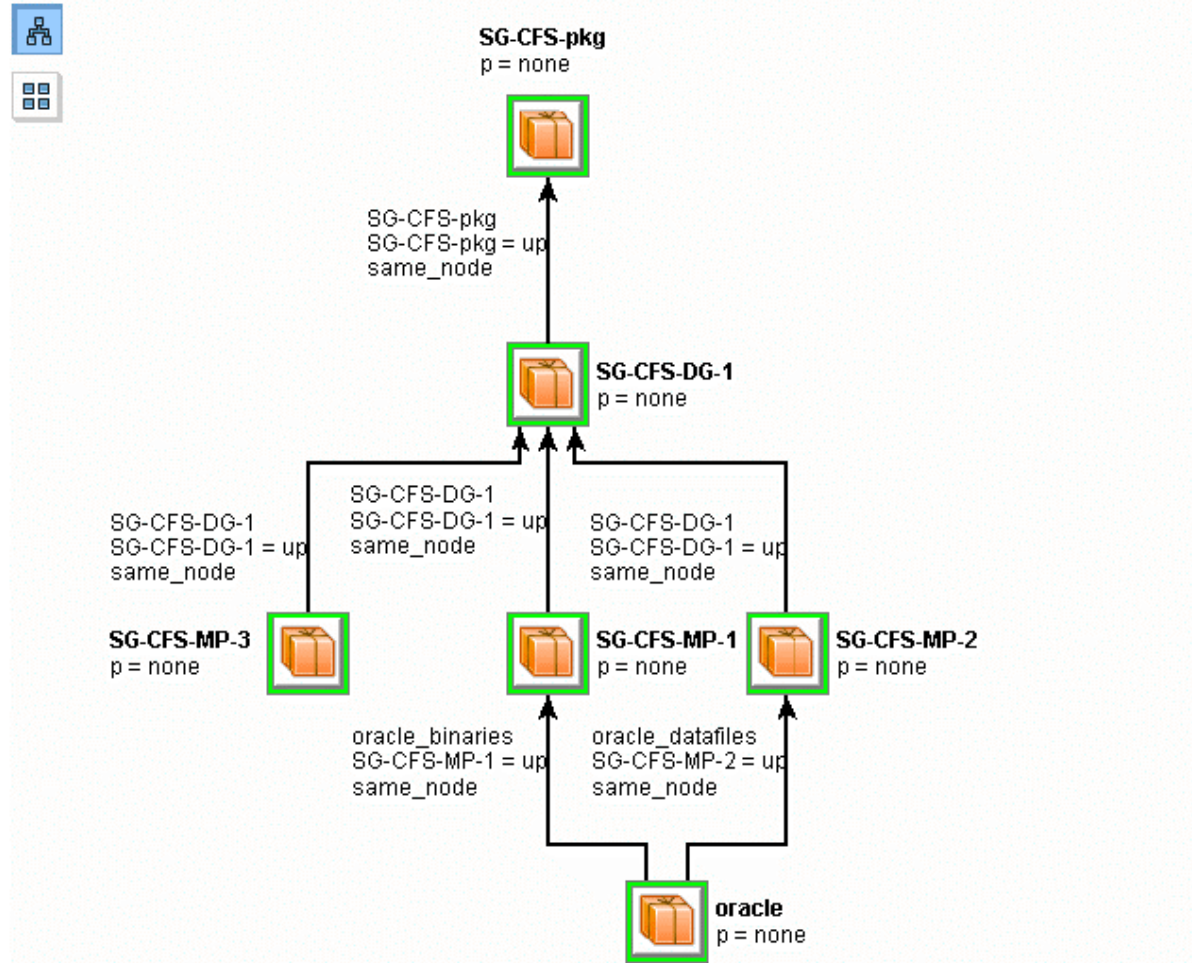 SG-CFS-pkg
p = none
SG-CFS-pkg
SG-CFS-pkg = up
same_node
SG-CFS-DG-1
p = none
SG-CFS-DG-1
SG-CFS-DG-1 = up
same_node
SG-CFS-DG-1
SG-CFS-DG-1 = up
same_node
SG-CFS-DG-1
SG-CFS-DG-1 = up
same_node
SG-CFS-MP-3
p = none
SG-CFS-MP-1
p = none
SG-CFS-MP-2
p = none
oracle_binaries
SG-CFS-MP-1 = up
same_node
oracle_datafiles
SG-CFS-MP-2 = up
same_node
oracle
p = none